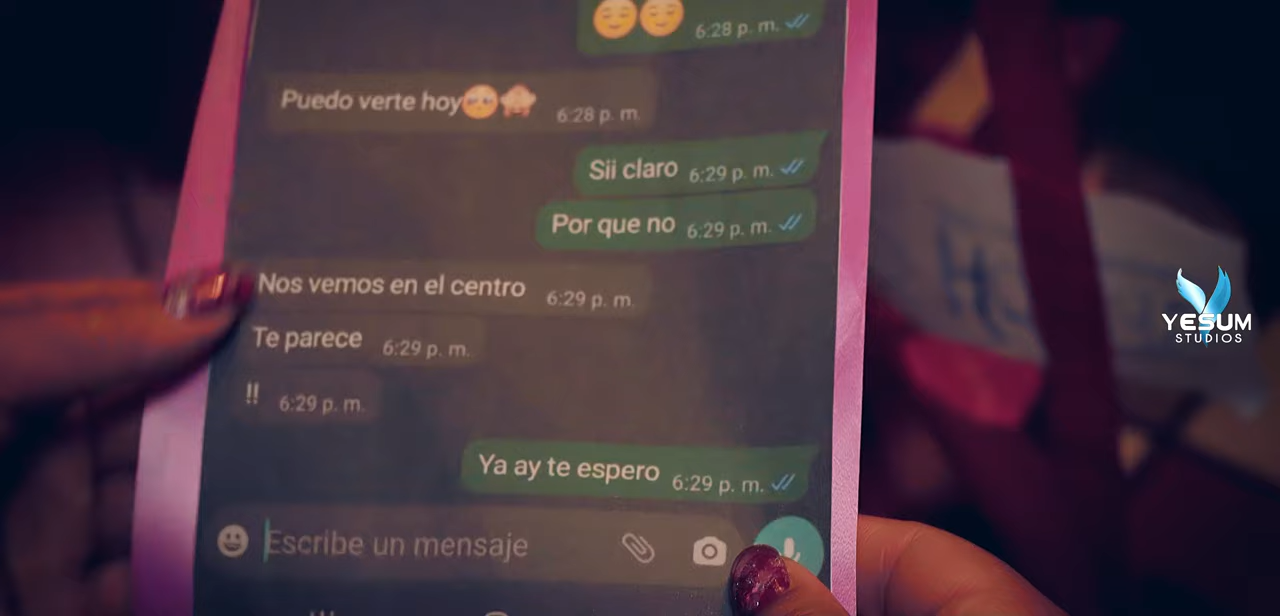 😌😌 6:28 p. m.
Puedo verte hoy🥺🙈 6:28 p. m.
Sii claro 6:29 p. m.
Por que no 6:29 p. m.
Nos vemos en el centro 6:29 p. m.
Te parece 6:29 p. m.
!! 6:29 p. m.
Ya ay te espero 6:29 p. m.
Escribe un mensaje
YESUM
STUDIOS